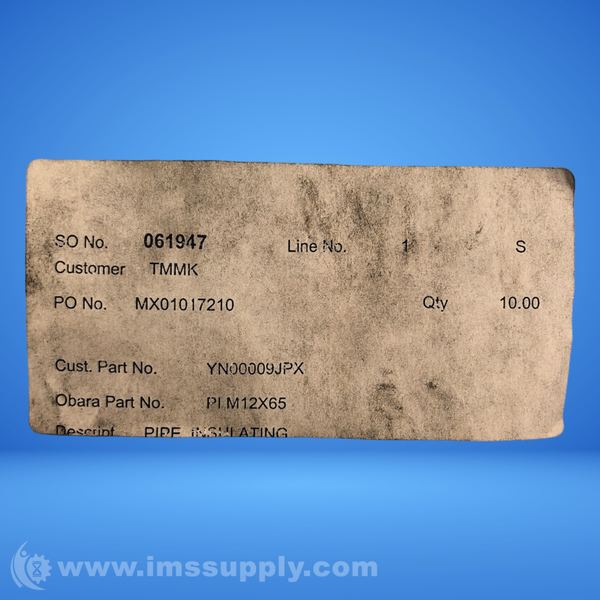 SO No. 061947 Line No. 1 S
Customer TMMK
PO No. MX01017210 Qty 10.00
Cust. Part No. YN00009JPX
Obara Part No. PI M12X65
Descript PIPE, INSULATING
www.imssupply.com